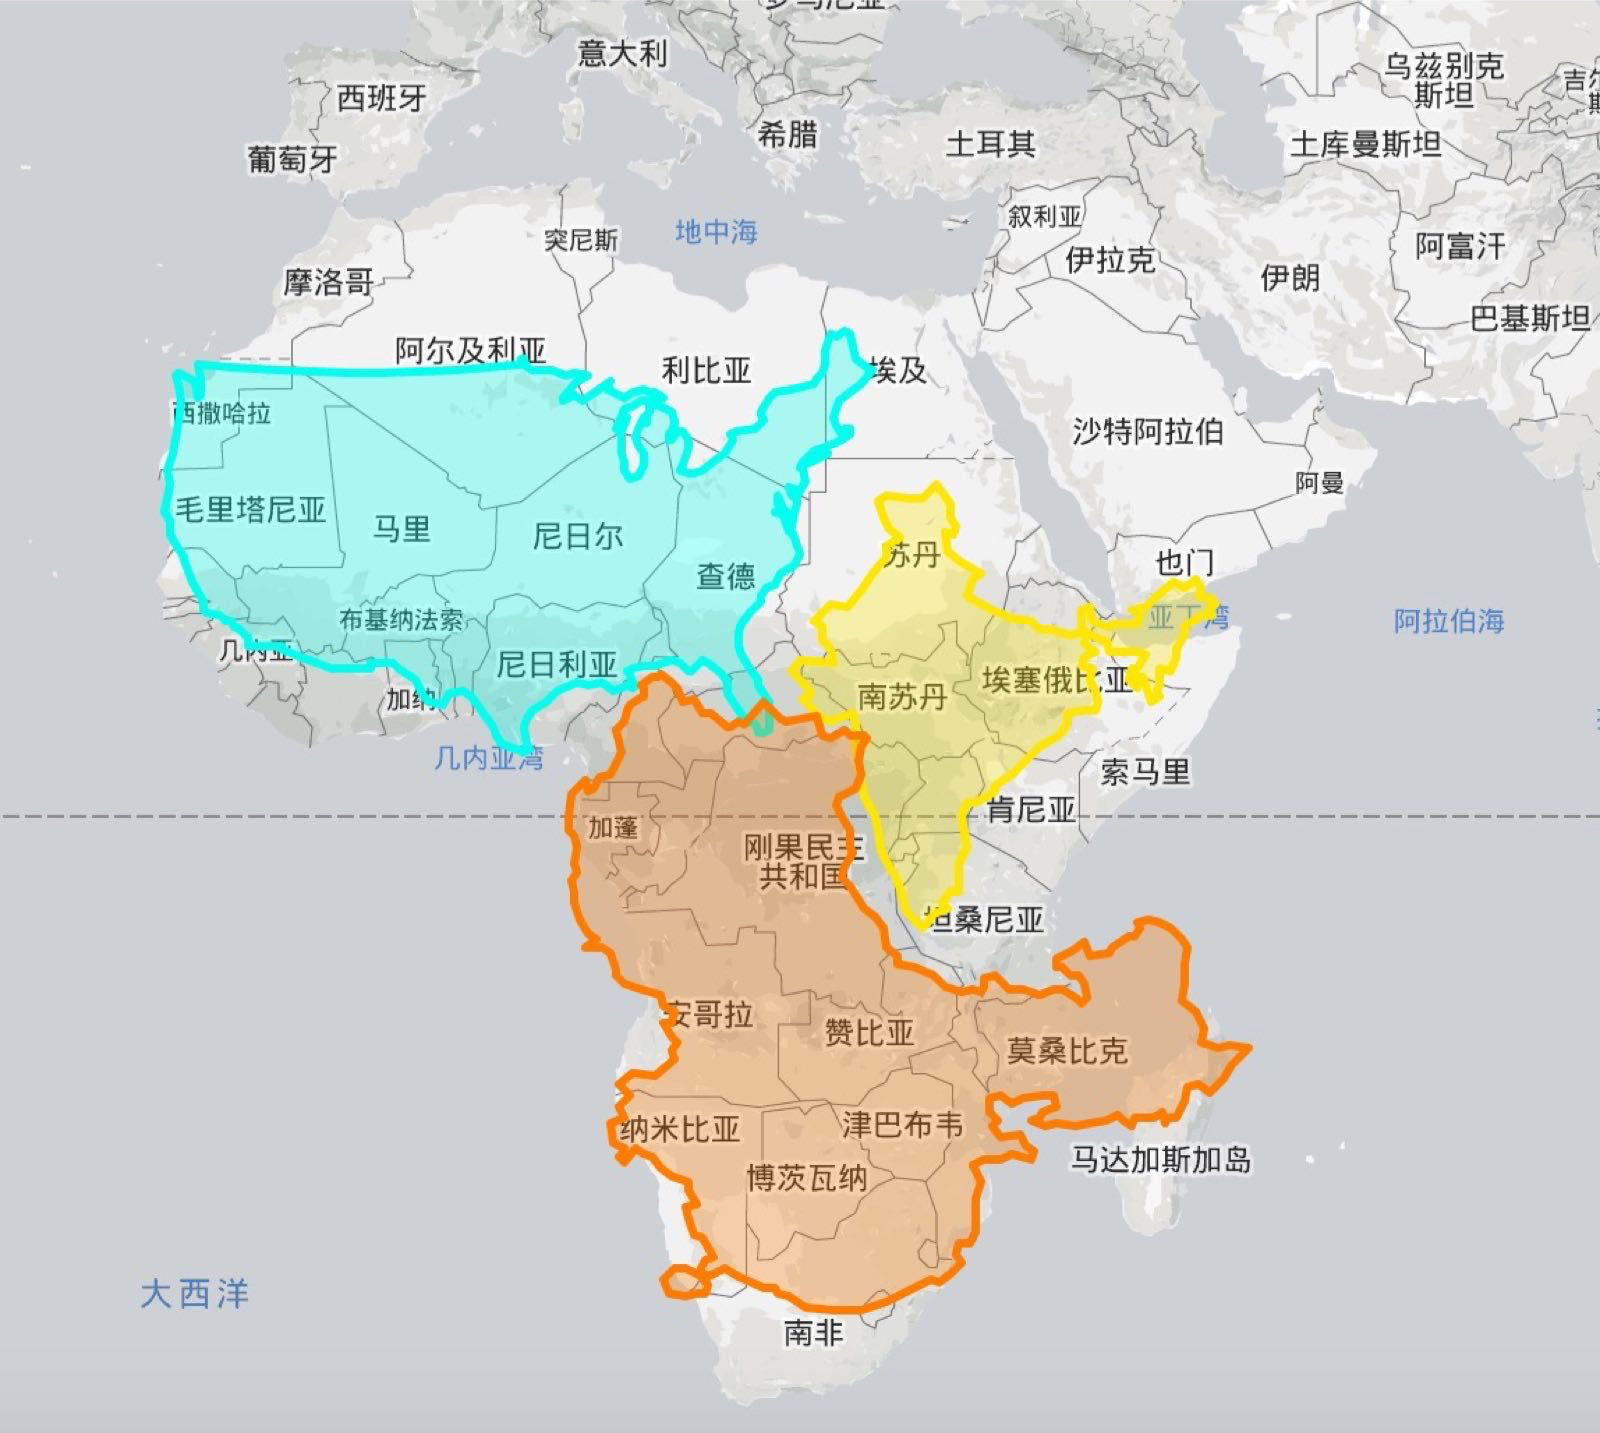 罗马尼亚
意大利
乌兹别克
斯坦
西班牙
希腊
土耳其
土库曼斯坦
葡萄牙
叙利亚
地中海
突尼斯
阿富汗
伊拉克
伊朗
摩洛哥
巴基斯坦
阿尔及利亚
利比亚
埃及
西撒哈拉
沙特阿拉伯
阿曼
毛里塔尼亚
马里
尼日尔
苏丹
也门
查德
布基纳法索
亚丁湾
阿拉伯海
几内亚
尼日利亚
埃塞俄比亚
加纳
南苏丹
几内亚湾
索马里
肯尼亚
加蓬
刚果民主
共和国
坦桑尼亚
安哥拉
赞比亚
莫桑比克
纳米比亚
津巴布韦
博茨瓦纳
马达加斯加岛
大西洋
南非